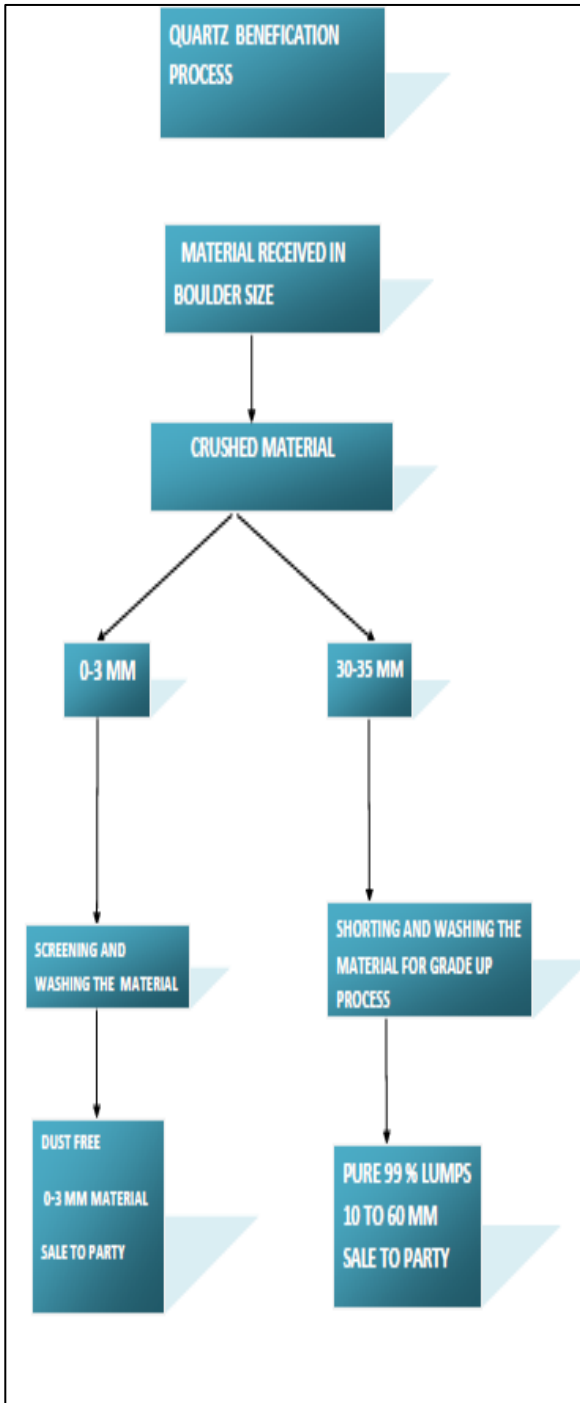 QUARTZ BENEFICATION
PROCESS
MATERIAL RECEIVED IN
BOULDER SIZE
CRUSHED MATERIAL
0-3 MM
30-35 MM
SCREENING AND
WASHING THE MATERIAL
SHORTING AND WASHING THE
MATERIAL FOR GRADE UP
PROCESS
DUST FREE
0-3 MM MATERIAL
SALE TO PARTY
PURE 99 % LUMPS
10 TO 60 MM
SALE TO PARTY